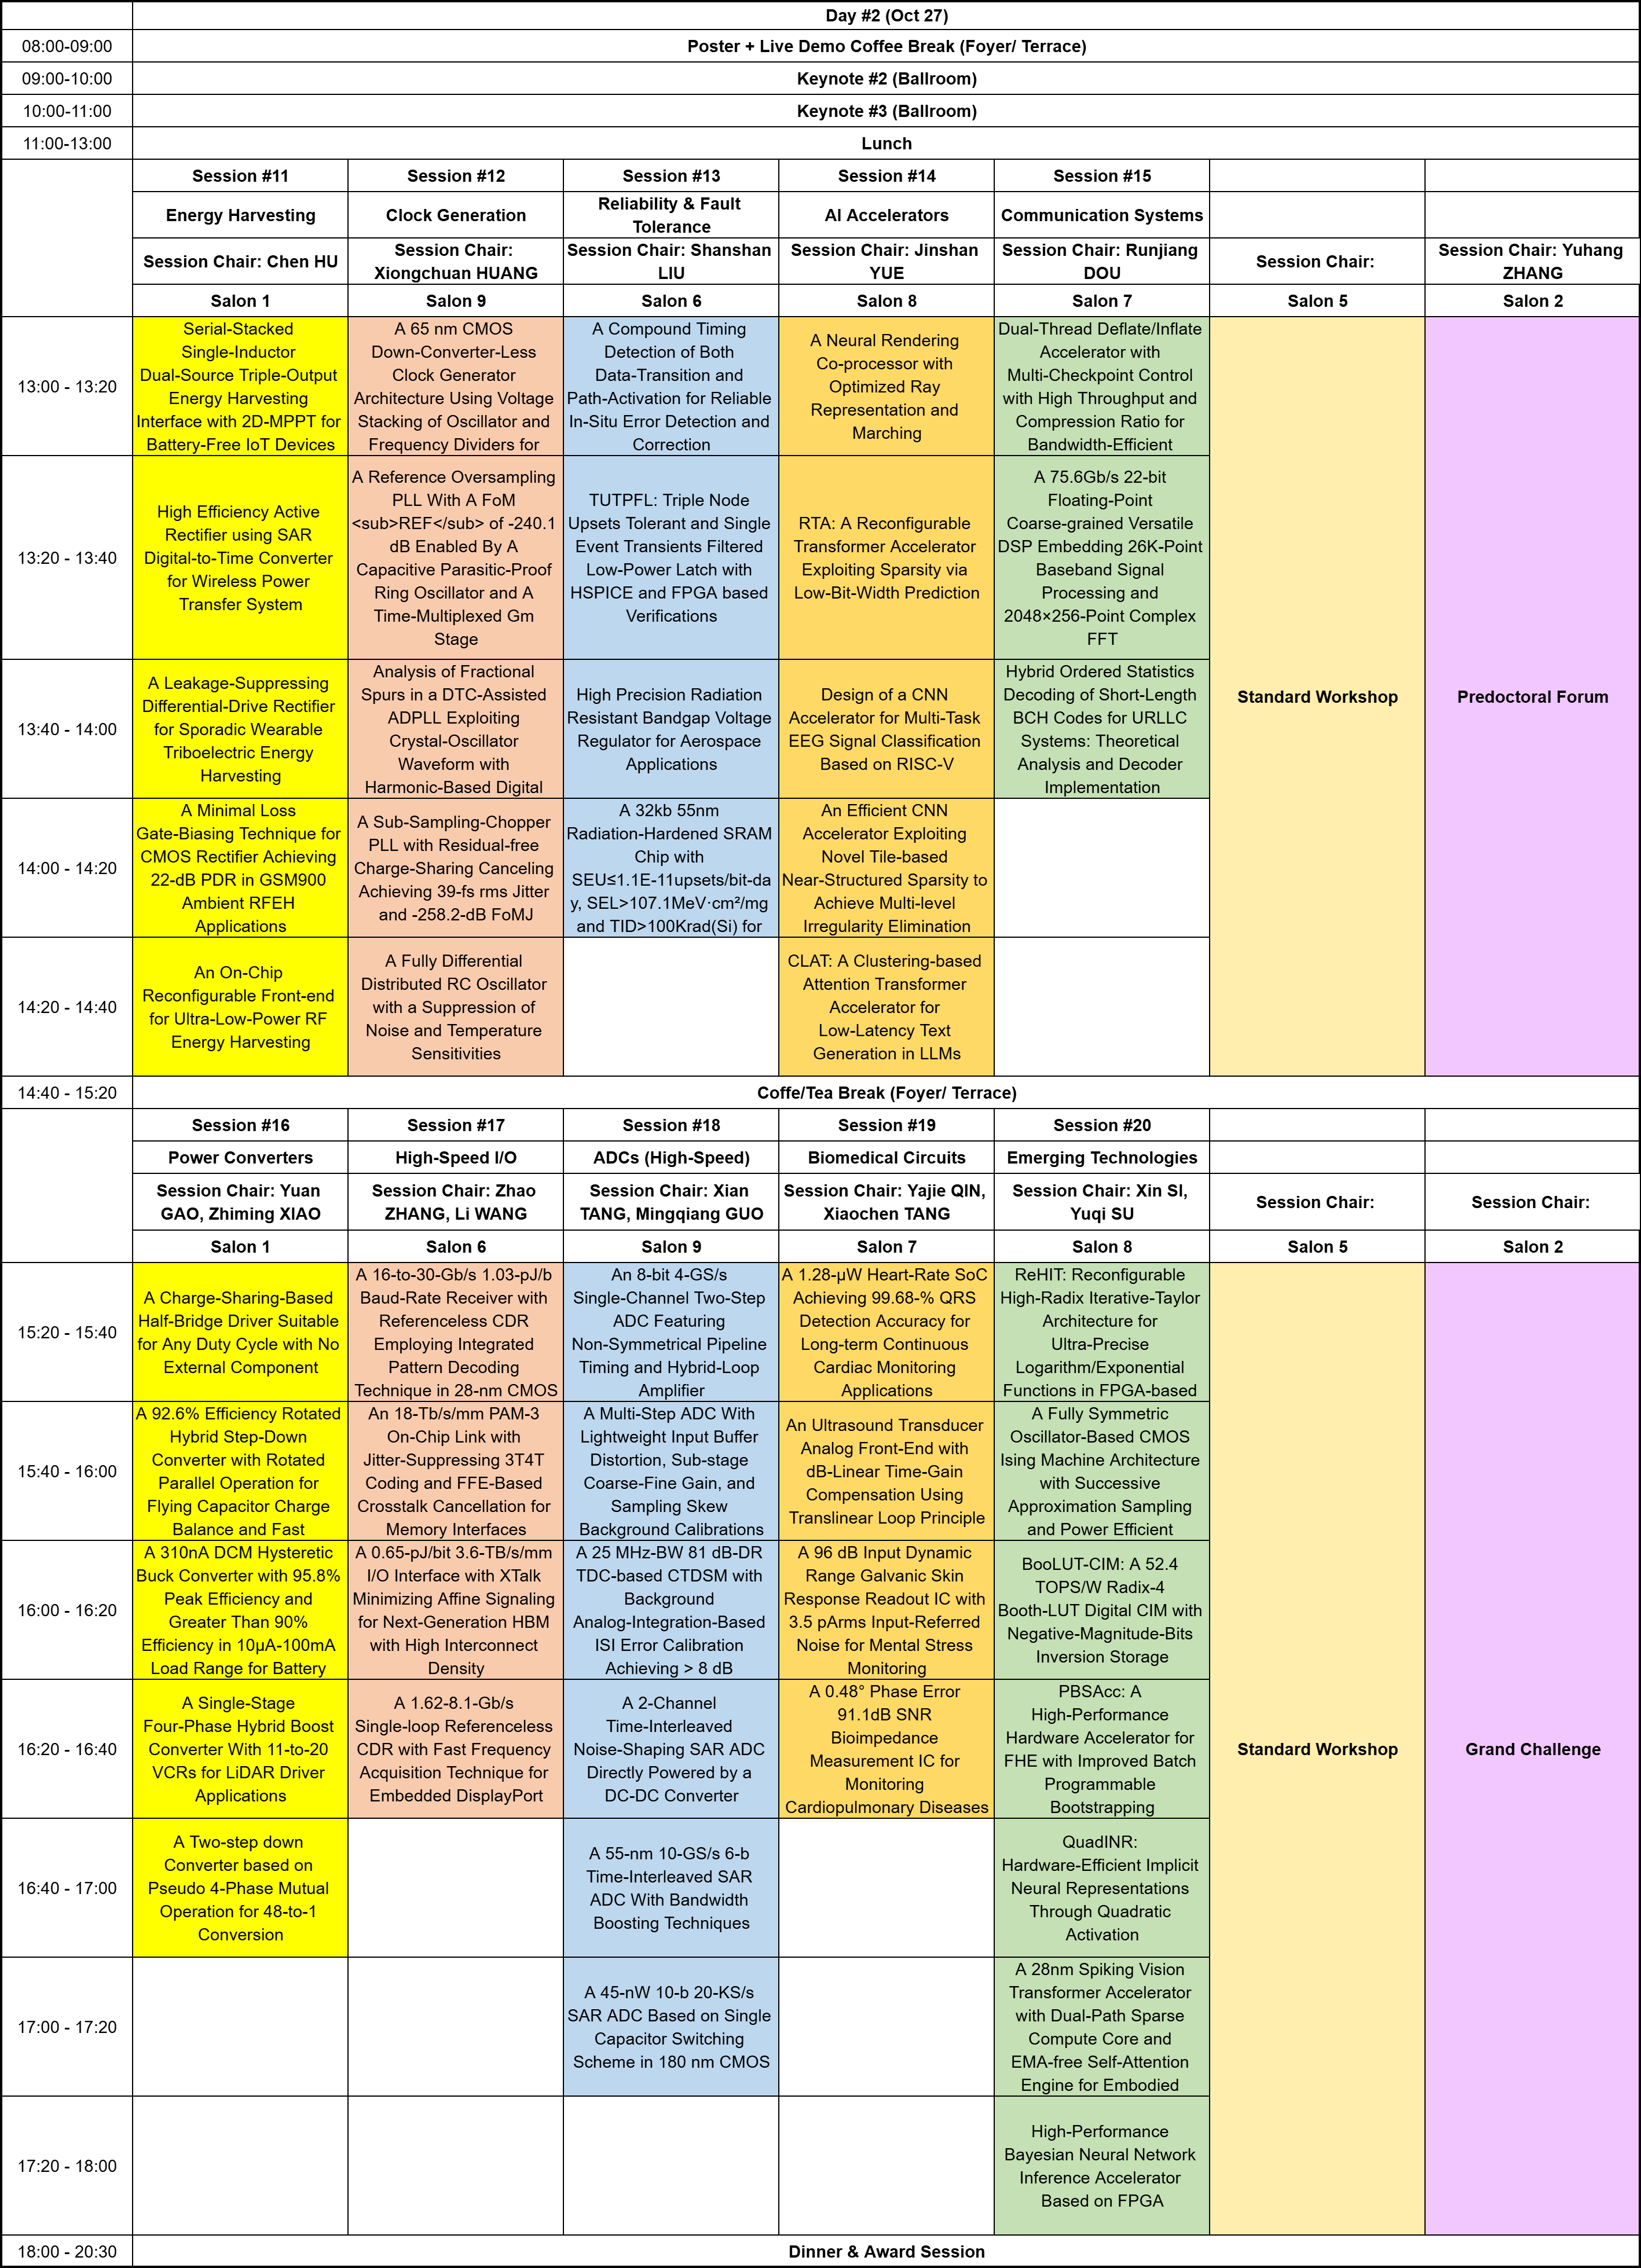 Day #2 (Oct 27)
08:00-09:00
Poster + Live Demo Coffee Break (Foyer/ Terrace)
09:00-10:00
Keynote #2 (Ballroom)
10:00-11:00
Keynote #3 (Ballroom)
11:00-13:00
Lunch
Session #11
Session #12
Session #13
Session #14
Session #15
Energy Harvesting
Clock Generation
Reliability & Fault
Tolerance
AI Accelerators
Communication Systems
Session Chair: Chen HU
Session Chair:
Xiongchuan HUANG
Session Chair: Shanshan
LIU
Session Chair: Jinshan
YUE
Session Chair: Runjiang
DOU
Session Chair:
Session Chair: Yuhang
ZHANG
Salon 1
Salon 9
Salon 6
Salon 8
Salon 7
Salon 5
Salon 2
13:00 - 13:20
Serial-Stacked
Single-Inductor
Dual-Source Triple-Output
Energy Harvesting
Interface with 2D-MPPT for
Battery-Free IoT Devices
A 65 nm CMOS
Down-Converter-Less
Clock Generator
Architecture Using Voltage
Stacking of Oscillator and
Frequency Dividers for
A Compound Timing
Detection of Both
Data-Transition and
Path-Activation for Reliable
In-Situ Error Detection and
Correction
A Neural Rendering
Co-processor with
Optimized Ray
Representation and
Marching
Dual-Thread Deflate/Inflate
Accelerator with
Multi-Checkpoint Control
with High Throughput and
Compression Ratio for
Bandwidth-Efficient
13:20 - 13:40
High Efficiency Active
Rectifier using SAR
Digital-to-Time Converter
for Wireless Power
Transfer System
A Reference Oversampling
PLL With A FoM
<sub>REF</sub> of -240.1
dB Enabled By A
Capacitive Parasitic-Proof
Ring Oscillator and A
Time-Multiplexed Gm
Stage
TUTPFL: Triple Node
Upsets Tolerant and Single
Event Transients Filtered
Low-Power Latch with
HSPICE and FPGA based
Verifications
RTA: A Reconfigurable
Transformer Accelerator
Exploiting Sparsity via
Low-Bit-Width Prediction
A 75.6Gb/s 22-bit
Floating-Point
Coarse-grained Versatile
DSP Embedding 26K-Point
Baseband Signal
Processing and
2048×256-Point Complex
FFT
13:40 - 14:00
A Leakage-Suppressing
Differential-Drive Rectifier
for Sporadic Wearable
Triboelectric Energy
Harvesting
Analysis of Fractional
Spurs in a DTC-Assisted
ADPLL Exploiting
Crystal-Oscillator
Waveform with
Harmonic-Based Digital
High Precision Radiation
Resistant Bandgap Voltage
Regulator for Aerospace
Applications
Design of a CNN
Accelerator for Multi-Task
EEG Signal Classification
Based on RISC-V
Hybrid Ordered Statistics
Decoding of Short-Length
BCH Codes for URLLC
Systems: Theoretical
Analysis and Decoder
Implementation
Standard Workshop
Predoctoral Forum
14:00 - 14:20
A Minimal Loss
Gate-Biasing Technique for
CMOS Rectifier Achieving
22-dB PDR in GSM900
Ambient RFEH
Applications
A Sub-Sampling-Chopper
PLL with Residual-free
Charge-Sharing Canceling
Achieving 39-fs rms Jitter
and -258.2-dB FoMJ
A 32kb 55nm
Radiation-Hardened SRAM
Chip with
SEU≤1.1E-11upsets/bit-da
y, SEL>107.1MeV·cm²/mg
and TID>100Krad(Si) for
An Efficient CNN
Accelerator Exploiting
Novel Tile-based
Near-Structured Sparsity to
Achieve Multi-level
Irregularity Elimination
14:20 - 14:40
An On-Chip
Reconfigurable Front-end
for Ultra-Low-Power RF
Energy Harvesting
A Fully Differential
Distributed RC Oscillator
with a Suppression of
Noise and Temperature
Sensitivities
CLAT: A Clustering-based
Attention Transformer
Accelerator for
Low-Latency Text
Generation in LLMs
14:40 - 15:20
Coffe/Tea Break (Foyer/ Terrace)
Session #16
Session #17
Session #18
Session #19
Session #20
Power Converters
High-Speed I/O
ADCs (High-Speed)
Biomedical Circuits
Emerging Technologies
Session Chair: Yuan
GAO, Zhiming XIAO
Session Chair: Zhao
ZHANG, Li WANG
Session Chair: Xian
TANG, Mingqiang GUO
Session Chair: Yajie QIN,
Xiaochen TANG
Session Chair: Xin SI,
Yuqi SU
Session Chair:
Session Chair:
Salon 1
Salon 6
Salon 9
Salon 7
Salon 8
Salon 5
Salon 2
15:20 - 15:40
A Charge-Sharing-Based
Half-Bridge Driver Suitable
for Any Duty Cycle with No
External Component
A 16-to-30-Gb/s 1.03-pJ/b
Baud-Rate Receiver with
Referenceless CDR
Employing Integrated
Pattern Decoding
Technique in 28-nm CMOS
An 8-bit 4-GS/s
Single-Channel Two-Step
ADC Featuring
Non-Symmetrical Pipeline
Timing and Hybrid-Loop
Amplifier
A 1.28-μW Heart-Rate SoC
Achieving 99.68-% QRS
Detection Accuracy for
Long-term Continuous
Cardiac Monitoring
Applications
ReHIT: Reconfigurable
High-Radix Iterative-Taylor
Architecture for
Ultra-Precise
Logarithm/Exponential
Functions in FPGA-based
15:40 - 16:00
A 92.6% Efficiency Rotated
Hybrid Step-Down
Converter with Rotated
Parallel Operation for
Flying Capacitor Charge
Balance and Fast
An 18-Tb/s/mm PAM-3
On-Chip Link with
Jitter-Suppressing 3T4T
Coding and FFE-Based
Crosstalk Cancellation for
Memory Interfaces
A Multi-Step ADC With
Lightweight Input Buffer
Distortion, Sub-stage
Coarse-Fine Gain, and
Sampling Skew
Background Calibrations
An Ultrasound Transducer
Analog Front-End with
dB-Linear Time-Gain
Compensation Using
Translinear Loop Principle
A Fully Symmetric
Oscillator-Based CMOS
Ising Machine Architecture
with Successive
Approximation Sampling
and Power Efficient
16:00 - 16:20
A 310nA DCM Hysteretic
Buck Converter with 95.8%
Peak Efficiency and
Greater Than 90%
Efficiency in 10μA-100mA
Load Range for Battery
A 0.65-pJ/bit 3.6-TB/s/mm
I/O Interface with XTalk
Minimizing Affine Signaling
for Next-Generation HBM
with High Interconnect
Density
A 25 MHz-BW 81 dB-DR
TDC-based CTDSM with
Background
Analog-Integration-Based
ISI Error Calibration
Achieving > 8 dB
A 96 dB Input Dynamic
Range Galvanic Skin
Response Readout IC with
3.5 pArms Input-Referred
Noise for Mental Stress
Monitoring
BooLUT-CIM: A 52.4
TOPS/W Radix-4
Booth-LUT Digital CIM with
Negative-Magnitude-Bits
Inversion Storage
16:20 - 16:40
A Single-Stage
Four-Phase Hybrid Boost
Converter With 11-to-20
VCRs for LiDAR Driver
Applications
A 1.62-8.1-Gb/s
Single-loop Referenceless
CDR with Fast Frequency
Acquisition Technique for
Embedded DisplayPort
A 2-Channel
Time-Interleaved
Noise-Shaping SAR ADC
Directly Powered by a
DC-DC Converter
A 0.48° Phase Error
91.1dB SNR
Bioimpedance
Measurement IC for
Monitoring
Cardiopulmonary Diseases
PBSAcc: A
High-Performance
Hardware Accelerator for
FHE with Improved Batch
Programmable
Bootstrapping
Standard Workshop
Grand Challenge
16:40 - 17:00
A Two-step down
Converter based on
Pseudo 4-Phase Mutual
Operation for 48-to-1
Conversion
A 55-nm 10-GS/s 6-b
Time-Interleaved SAR
ADC With Bandwidth
Boosting Techniques
QuadINR:
Hardware-Efficient Implicit
Neural Representations
Through Quadratic
Activation
17:00 - 17:20
A 45-nW 10-b 20-KS/s
SAR ADC Based on Single
Capacitor Switching
Scheme in 180 nm CMOS
A 28nm Spiking Vision
Transformer Accelerator
with Dual-Path Sparse
Compute Core and
EMA-free Self-Attention
Engine for Embodied
17:20 - 18:00
High-Performance
Bayesian Neural Network
Inference Accelerator
Based on FPGA
18:00 - 20:30
Dinner & Award Session